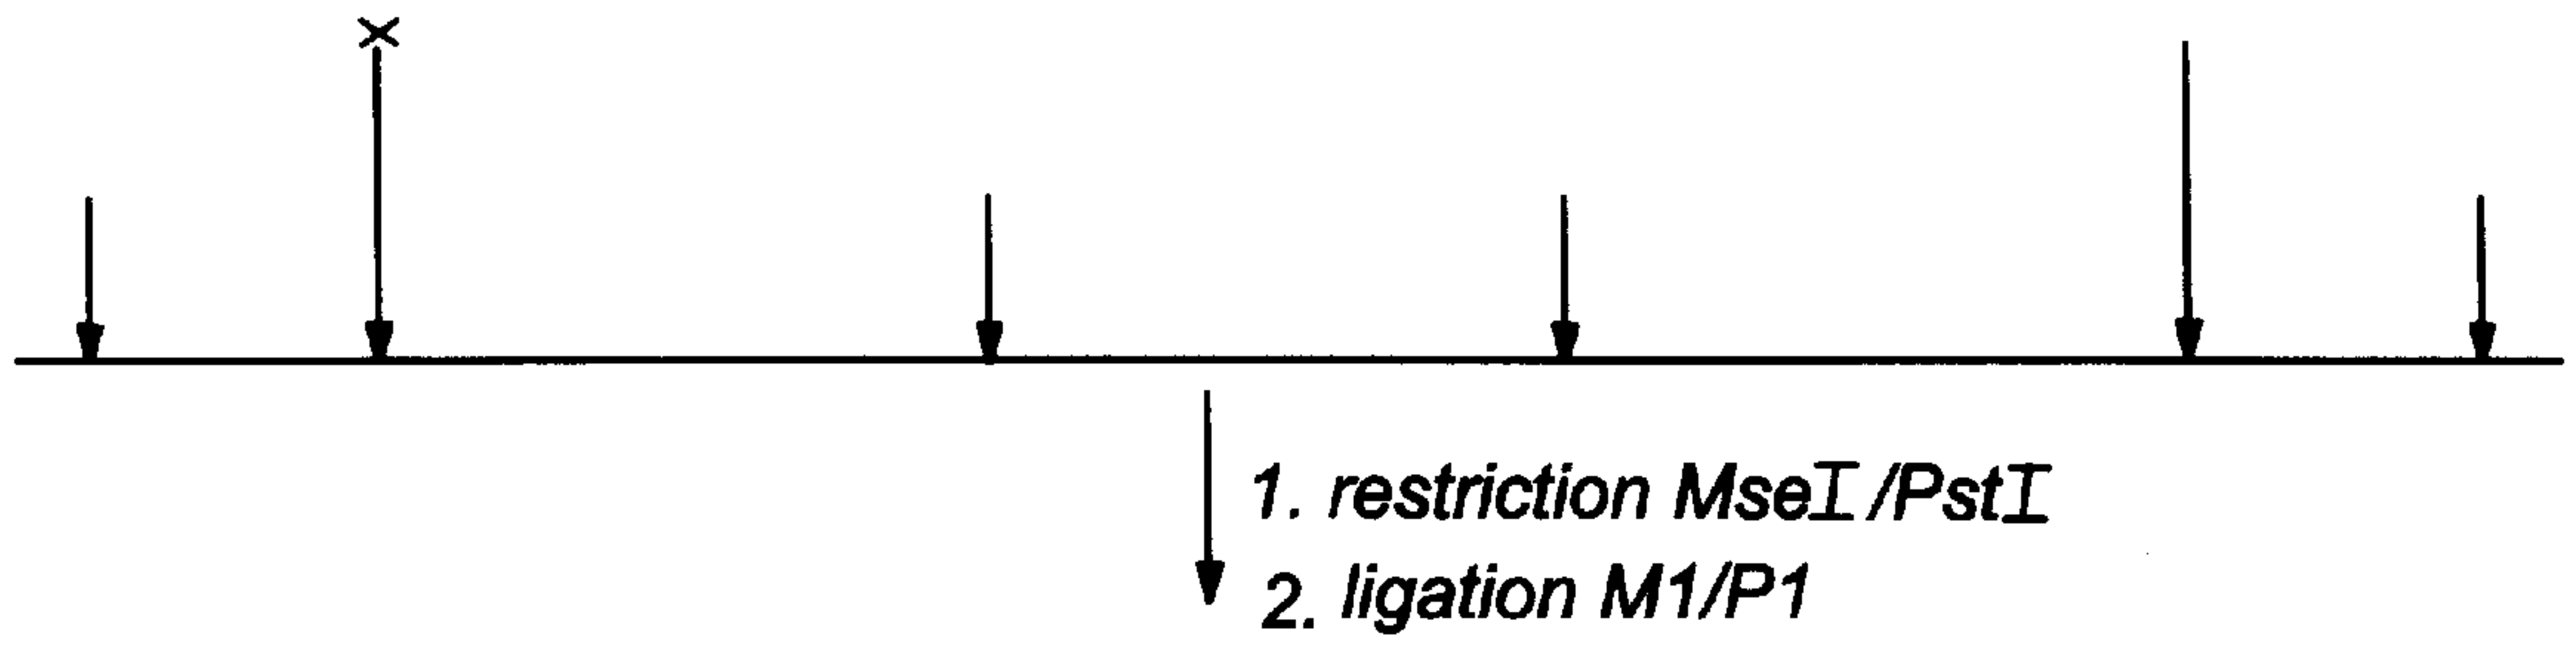 ×
1. restriction MseI/PstI
2. ligation M1/P1